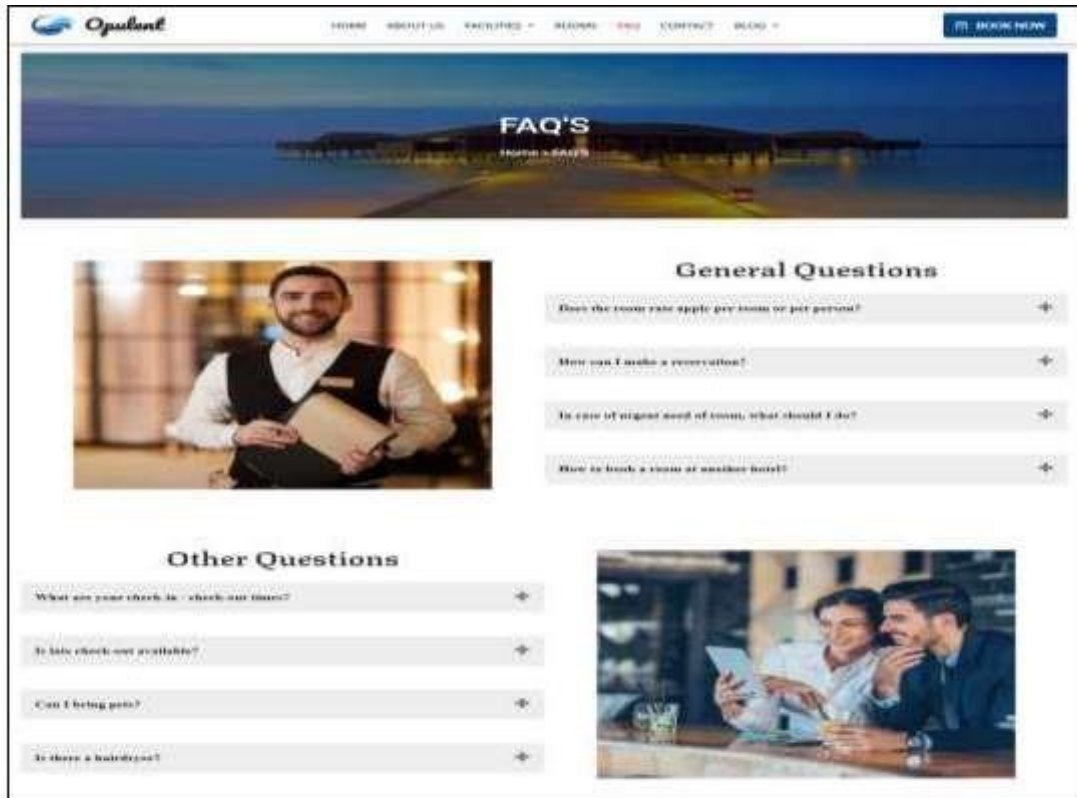 Opulent
HOME ABOUT US FACILITIES ROOMS FAQ CONTACT BLOG
BOOK NOW
FAQ'S
Home > FAQ'S
General Questions
Does the room rate apply per room or per person?
How can I make a reservation?
In case of urgent need of room, what should I do?
How to book a room at another hotel?
Other Questions
What are your check-in - check-out times?
Is late check-out available?
Can I bring pets?
Is there a hairdryer?